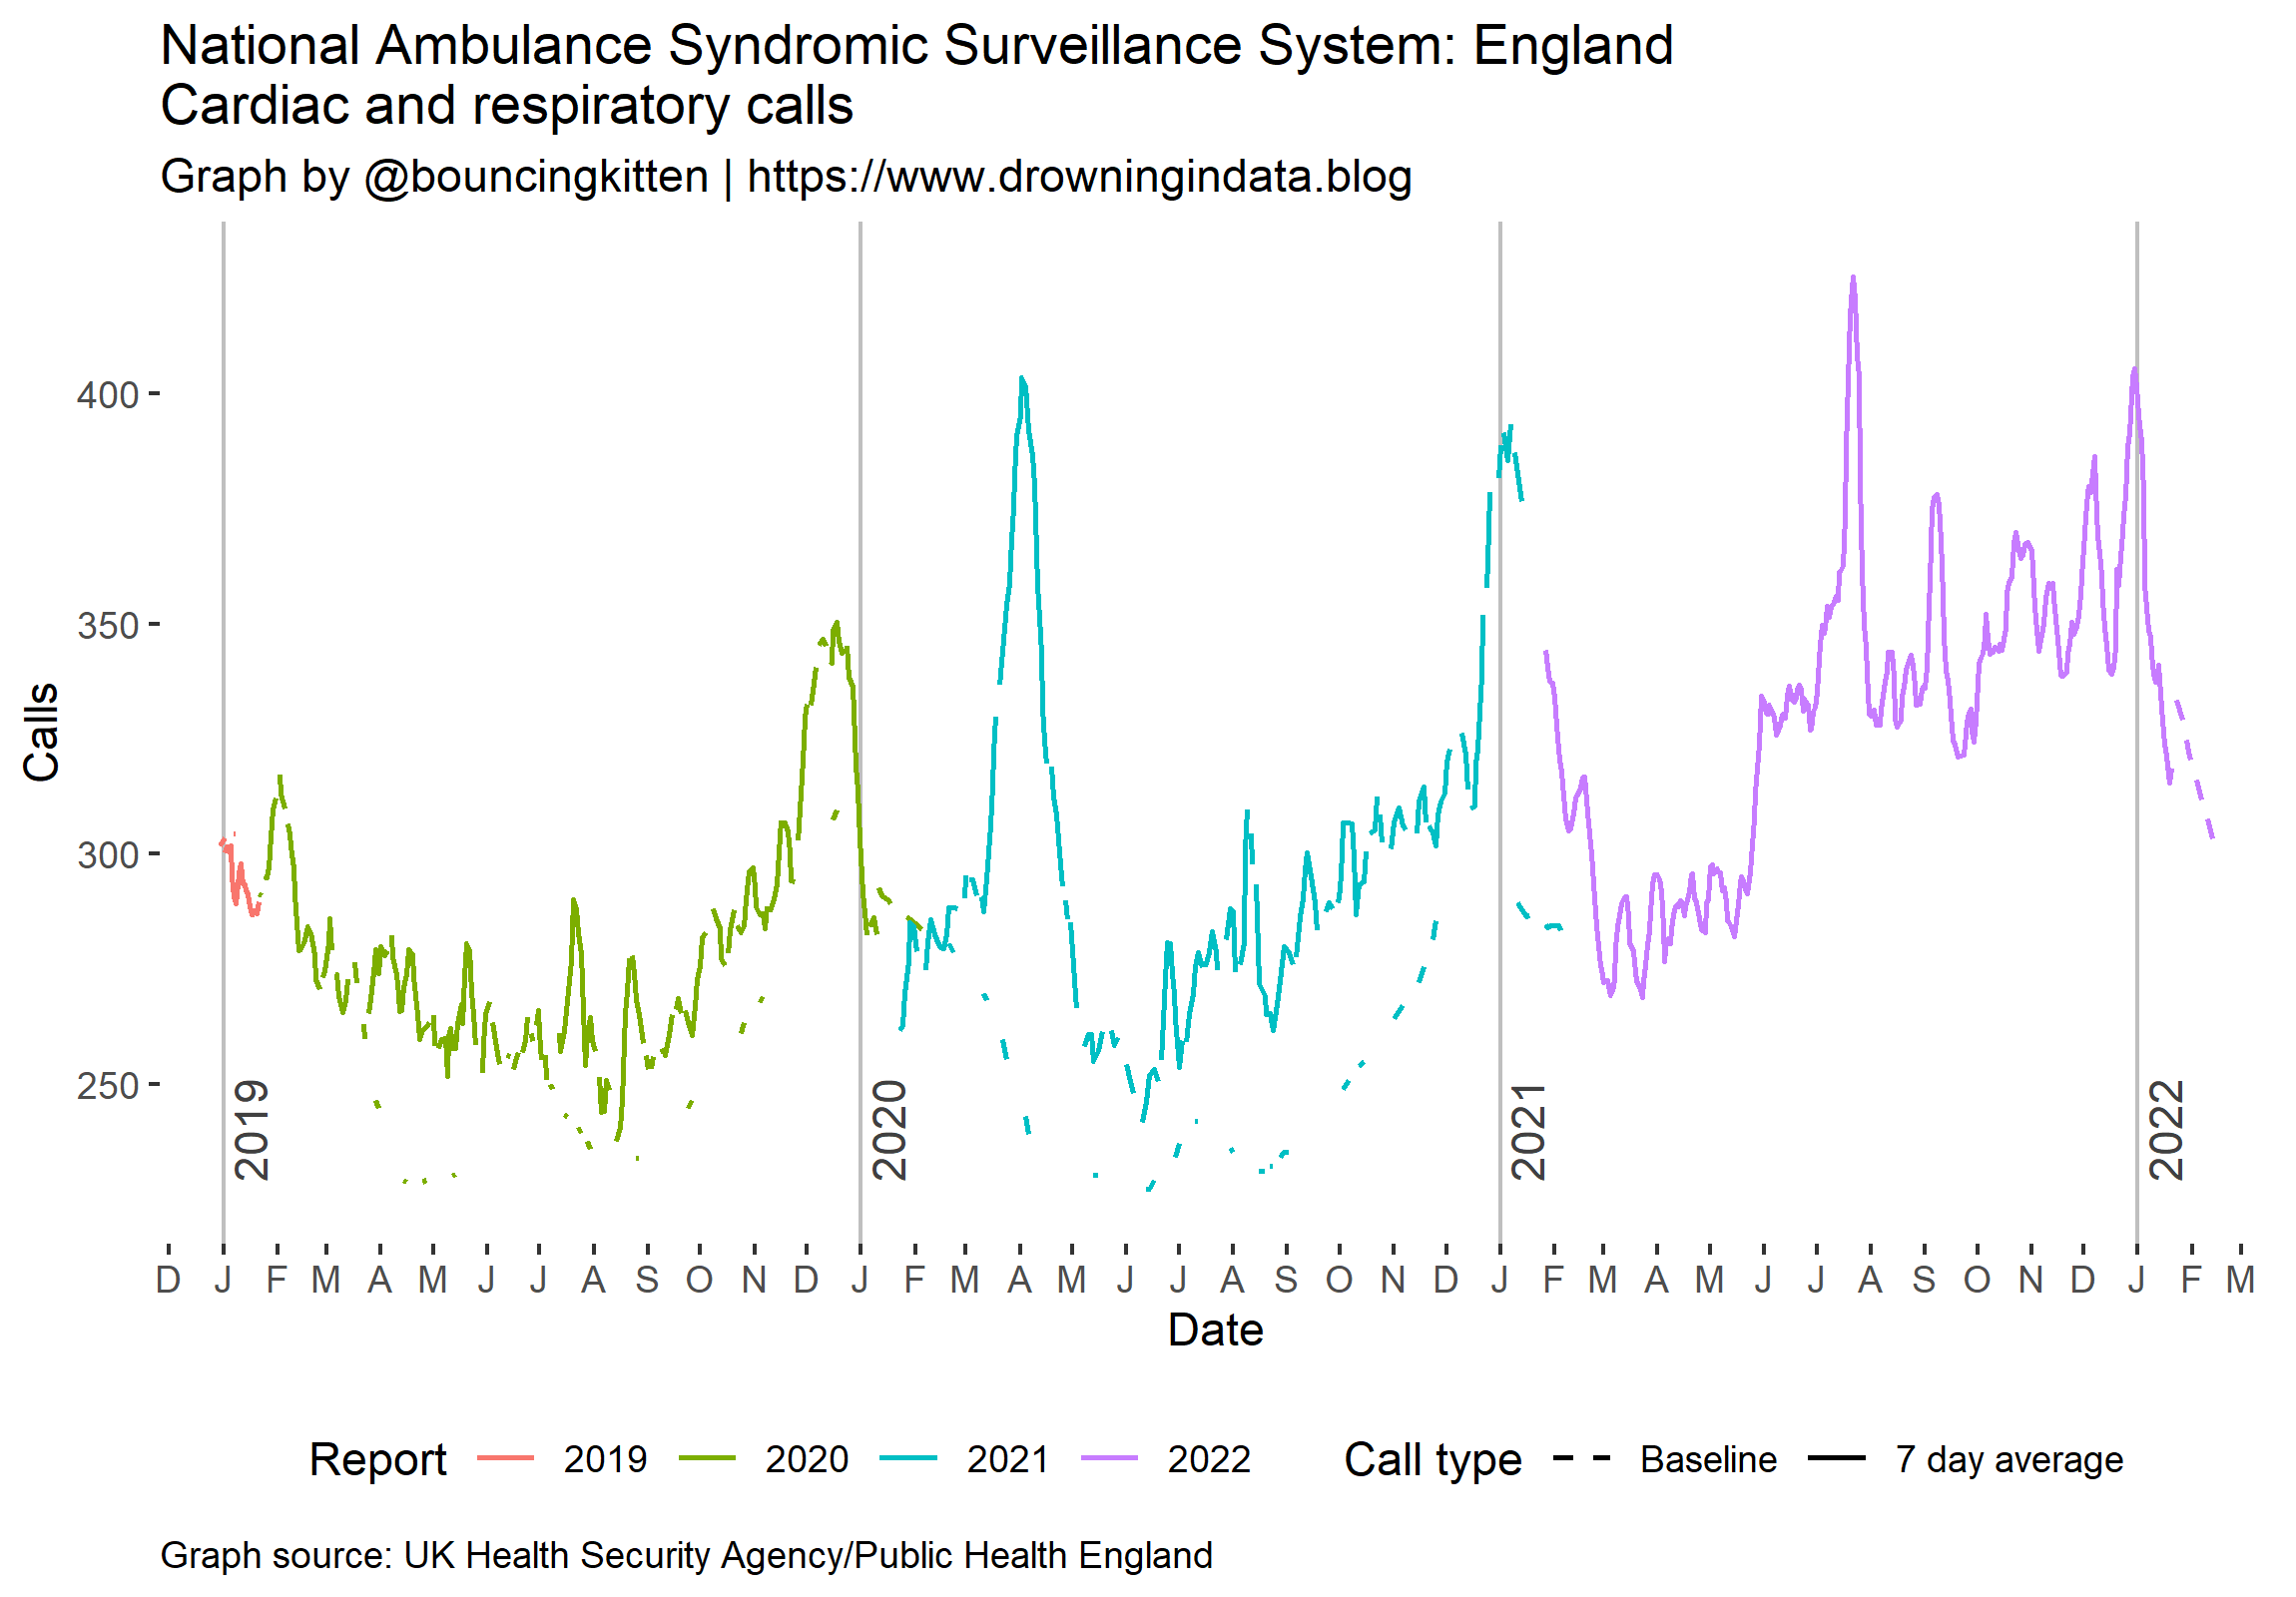 National Ambulance Syndromic Surveillance System: England
Cardiac and respiratory calls
Graph by @bouncingkitten | https://www.drowningindata.blog
Calls
400
350
300
250
2019
2020
2021
2022
D J F M A M J J A S O N D J F M A M J J A S O N D J F M A M J J A S O N D J F M
Date
Report 2019 2020 2021 2022 Call type Baseline 7 day average
Graph source: UK Health Security Agency/Public Health England